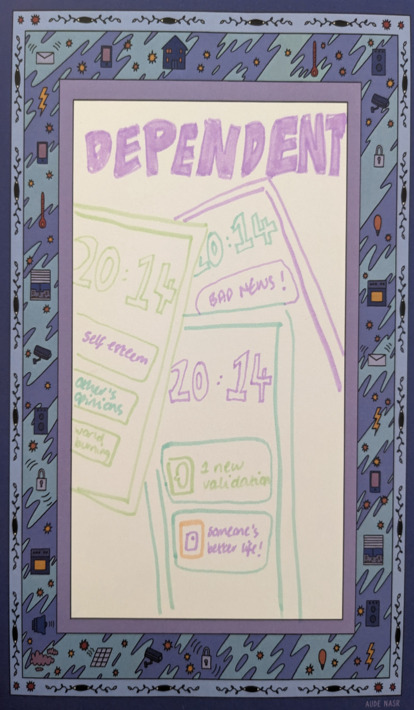 DEPENDENT
20:14
BAD NEWS!
20:14
self esteem
other's
opinions
world
burning
20:14
1 new
validation
someone's
better life!
AUDE NASR